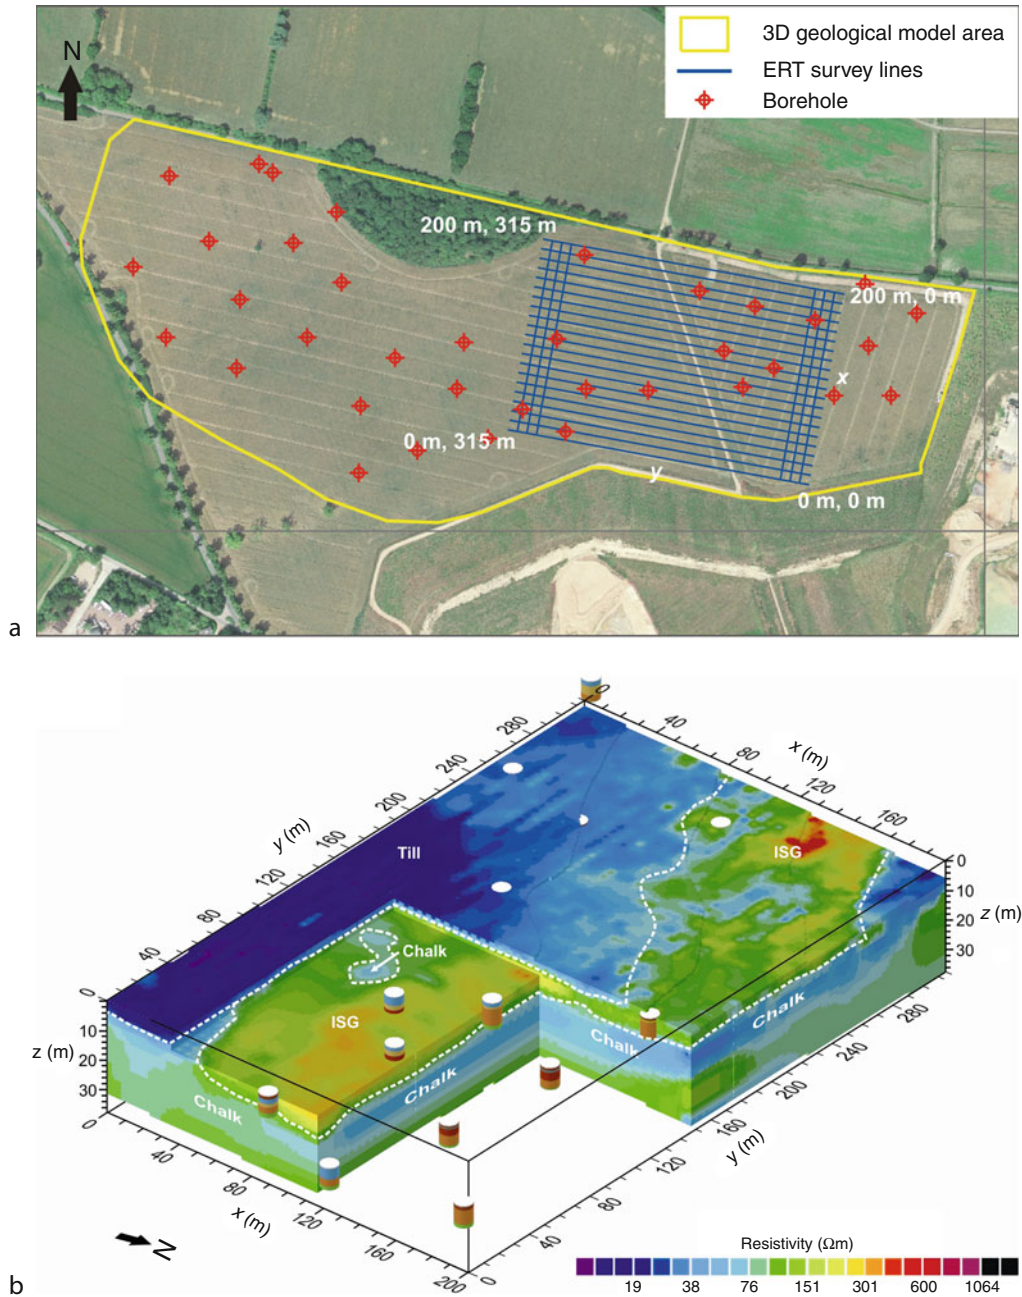 N
3D geological model area
ERT survey lines
Borehole
200 m, 315 m
200 m, 0 m
x
0 m, 315 m
y
0 m, 0 m
a
0
40
80
120
160
x (m)
280
240
200
160
120
80
40
0
y (m)
Till
ISG
Chalk
ISG
Chalk
Chalk
Chalk
Chalk
0
10
20
30
z (m)
0
10
20
30
z (m)
0
40
80
120
160
200
x (m)
0
40
80
120
160
200
240
280
y (m)
N
Resistivity (Ωm)
19 38 76 151 301 600 1064
b